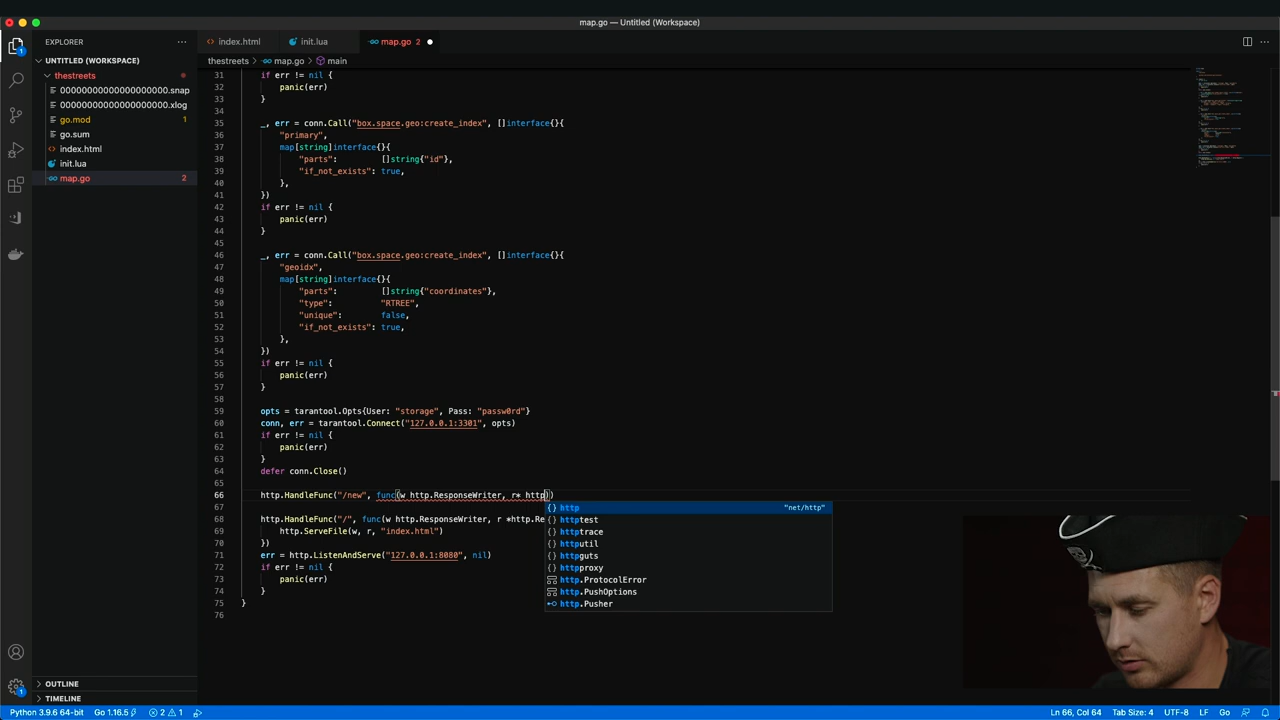 map.go — Untitled (Workspace)
EXPLORER
index.html
init.lua
map.go 2
UNTITLED (WORKSPACE)
thestreets > map.go > main
thestreets
00000000000000000000.snap
00000000000000000000.xlog
go.mod 1
go.sum
index.html
init.lua
map.go 2
31 if err != nil {
32 panic(err)
33 }
34
35 _, err = conn.Call("box.space.geo:create_index", []interface{}{
36 "primary",
37 map[string]interface{}{
38 "parts": []string{"id"},
39 "if_not_exists": true,
40 },
41 })
42 if err != nil {
43 panic(err)
44 }
45
46 _, err = conn.Call("box.space.geo:create_index", []interface{}{
47 "geoidx",
48 map[string]interface{}{
49 "parts": []string{"coordinates"},
50 "type": "RTREE",
51 "unique": false,
52 "if_not_exists": true,
53 },
54 })
55 if err != nil {
56 panic(err)
57 }
58
59 opts = tarantool.Opts{User: "storage", Pass: "passw0rd"}
60 conn, err = tarantool.Connect("127.0.0.1:3301", opts)
61 if err != nil {
62 panic(err)
63 }
64 defer conn.Close()
65
66 http.HandleFunc("/new", func(w http.ResponseWriter, r* http))
67
68 http.HandleFunc("/", func(w http.ResponseWriter, r *http.Re
69 http.ServeFile(w, r, "index.html")
70 })
71 err = http.ListenAndServe("127.0.0.1:8080", nil)
72 if err != nil {
73 panic(err)
74 }
75 }
76
http "net/http"
httptest
httptrace
httputil
httpguts
httpproxy
http.ProtocolError
http.PushOptions
http.Pusher
OUTLINE
TIMELINE
Python 3.9.6 64-bit Go 1.16.5 2 1 Ln 66, Col 64 Tab Size: 4 UTF-8 LF Go